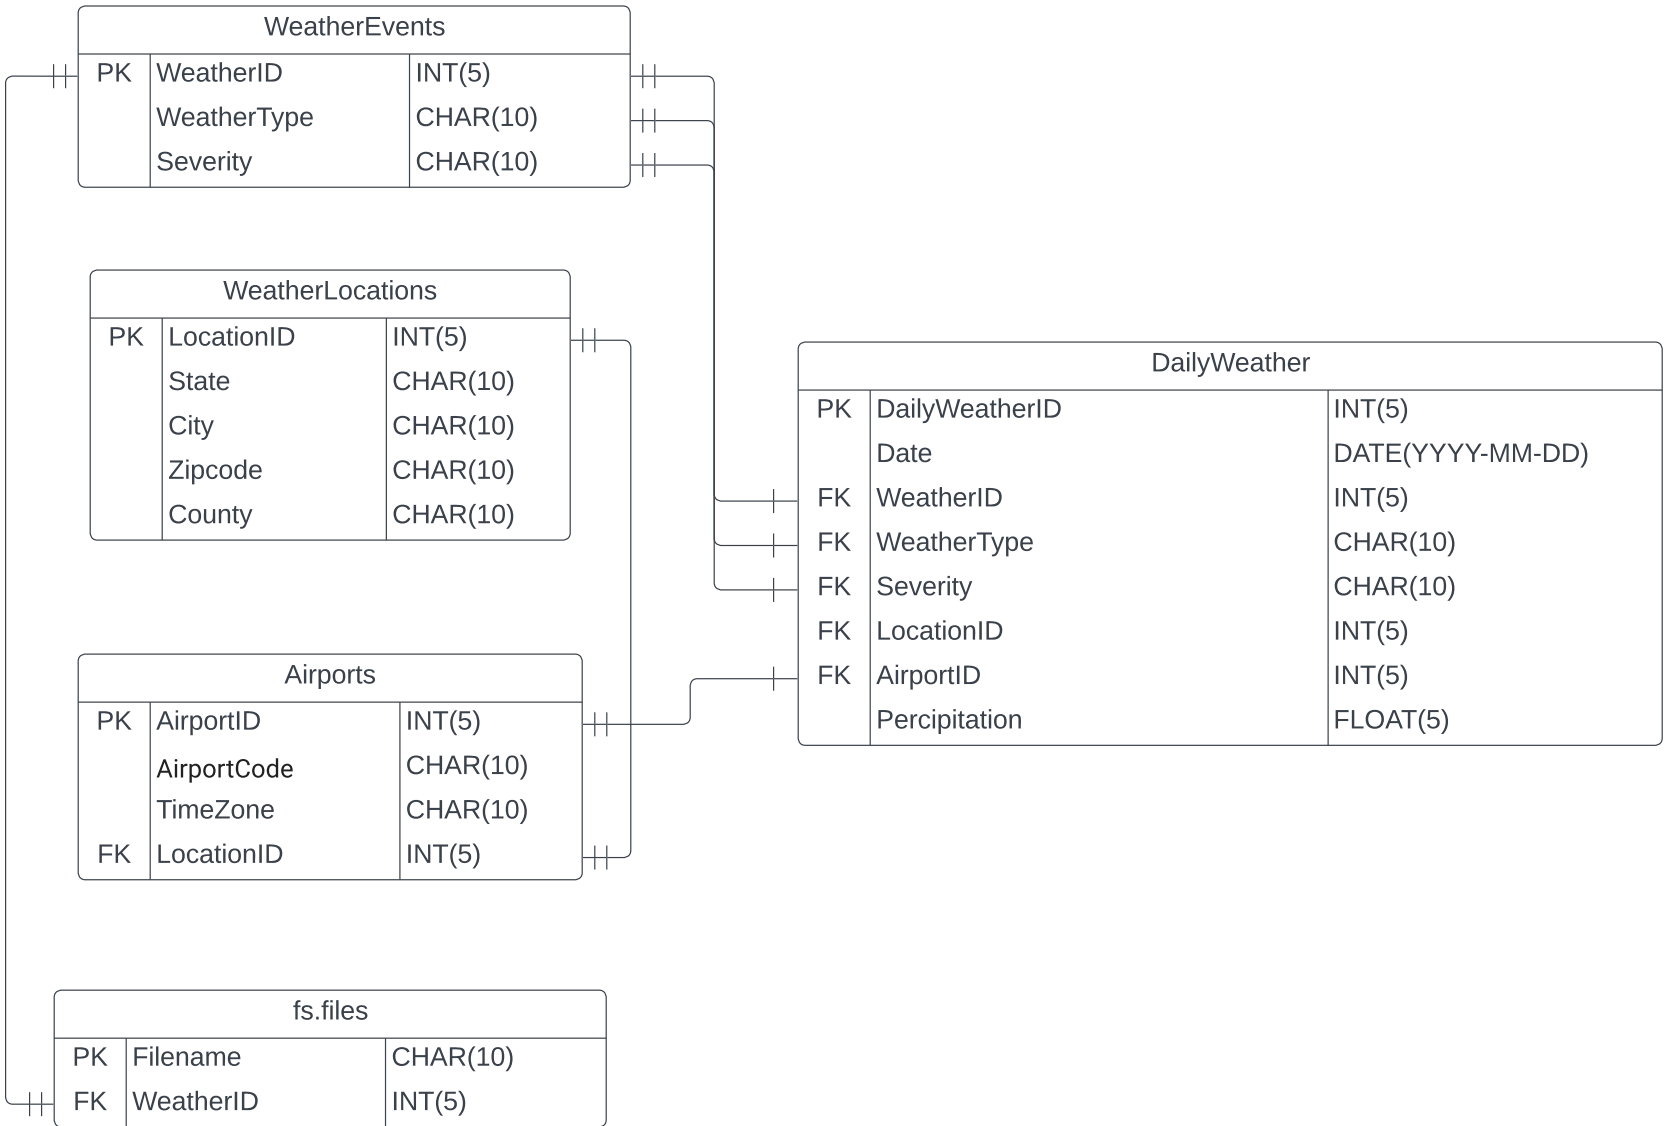 WeatherEvents
PK WeatherID INT(5)
WeatherType CHAR(10)
Severity CHAR(10)
WeatherLocations
PK LocationID INT(5)
State CHAR(10)
City CHAR(10)
Zipcode CHAR(10)
County CHAR(10)
Airports
PK AirportID INT(5)
AirportCode CHAR(10)
TimeZone CHAR(10)
FK LocationID INT(5)
fs.files
PK Filename CHAR(10)
FK WeatherID INT(5)
DailyWeather
PK DailyWeatherID INT(5)
Date DATE(YYYY-MM-DD)
FK WeatherID INT(5)
FK WeatherType CHAR(10)
FK Severity CHAR(10)
FK LocationID INT(5)
FK AirportID INT(5)
Percipitation FLOAT(5)